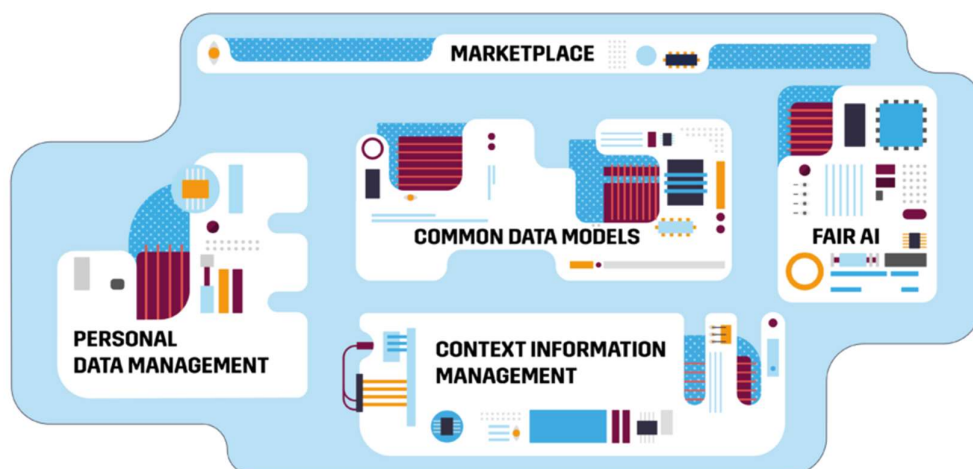 MARKETPLACE
COMMON DATA MODELS
FAIR AI
PERSONAL
DATA MANAGEMENT
CONTEXT INFORMATION
MANAGEMENT